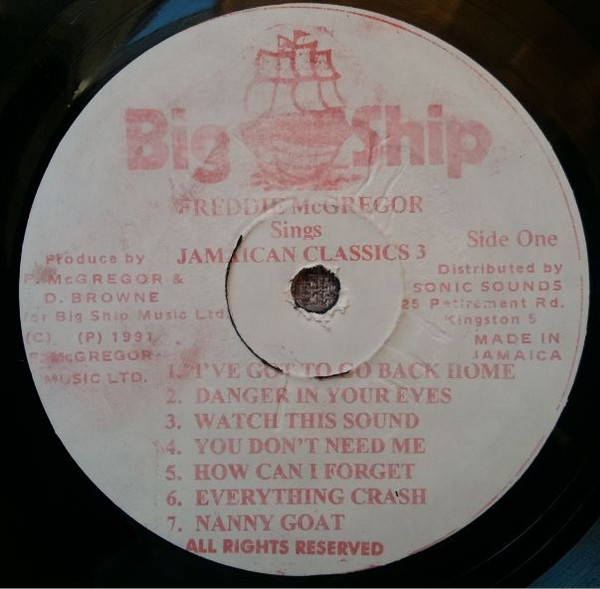 Big Ship
FREDDIE McGREGOR
Sings
JAMAICAN CLASSICS 3
Side One
Produce by
F. McGREGOR &
D. BROWNE
for Big Ship Music Ltd
(C) (P) 1991
F. McGREGOR
MUSIC LTD.
Distributed by
SONIC SOUNDS
25 Retirement Rd.
Kingston 5
MADE IN
JAMAICA
1. I'VE GOT TO GO BACK HOME
2. DANGER IN YOUR EYES
3. WATCH THIS SOUND
4. YOU DON'T NEED ME
5. HOW CAN I FORGET
6. EVERYTHING CRASH
7. NANNY GOAT
ALL RIGHTS RESERVED